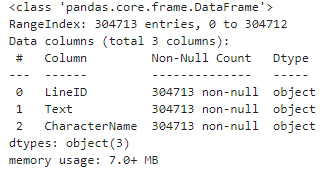 <class 'pandas.core.frame.DataFrame'>
RangeIndex: 304713 entries, 0 to 304712
Data columns (total 3 columns):
 #   Column         Non-Null Count   Dtype
---  ------         --------------   -----
 0   LineID         304713 non-null  object
 1   Text           304713 non-null  object
 2   CharacterName  304713 non-null  object
dtypes: object(3)
memory usage: 7.0+ MB